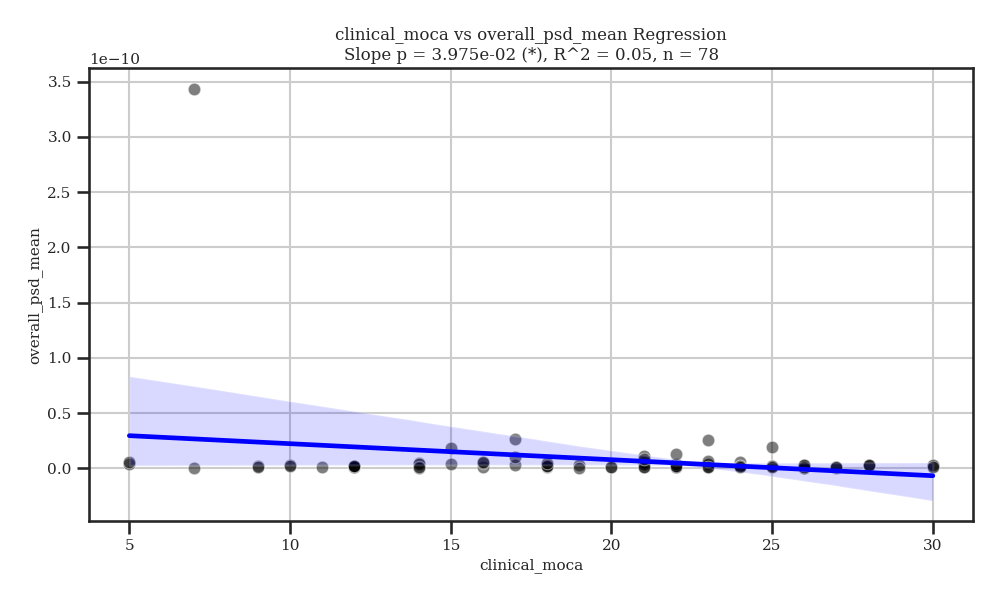 clinical_moca vs overall_psd_mean Regression
Slope p = 3.975e-02 (*), R^2 = 0.05, n = 78
1e−10
3.5
3.0
2.5
2.0
1.5
1.0
0.5
0.0
overall_psd_mean
5 10 15 20 25 30
clinical_moca